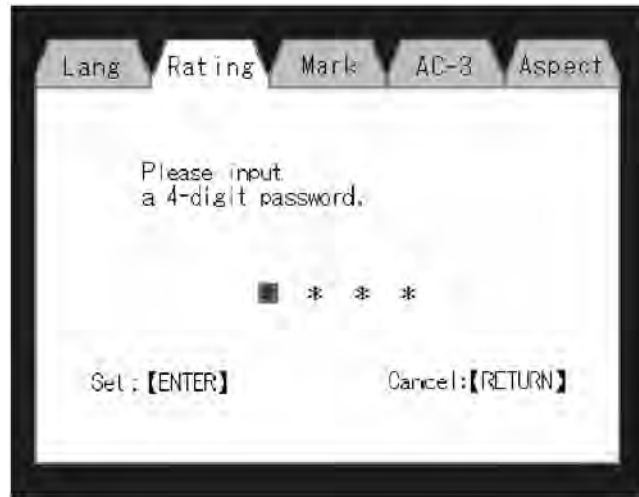 Lang Rating Mark AC-3 Aspect
Please input
a 4-digit password.
* * *
Set:【ENTER】 Cancel:【RETURN】